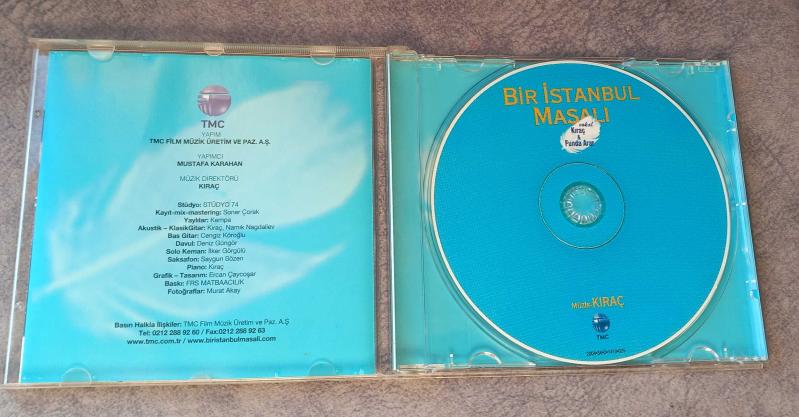 TMC
YAPIM
TMC FİLM MÜZİK ÜRETİM VE PAZ. A.Ş.
YAPIMCI
MUSTAFA KARAHAN
MÜZİK DİREKTÖRÜ
KIRAÇ
Stüdyo: STÜDYO 74
Kayıt-mix-mastering: Soner Çorak
Yaylılar: Kempa
Akustik – KlasikGitar: Kıraç, Namık Nagdaliev
Bas Gitar: Cengiz Köroğlu
Davul: Deniz Güngör
Solo Keman: İlker Görgülü
Saksafon: Saygun Sözen
Piano: Kıraç
Grafik – Tasarım: Ercan Çaycoşar
Baskı: FRS MATBAACILIK
Fotoğraflar: Murat Akay
Basın Halkla İlişkiler: TMC Film Müzik Üretim ve Paz. A.Ş
Tel: 0212 288 92 60 / Fax:0212 288 92 63
www.tmc.com.tr / www.biristanbulmasali.com
BİR İSTANBUL
MASALI
vokal
Kıraç
&
Funda Arar
Müzik:KIRAÇ
TMC